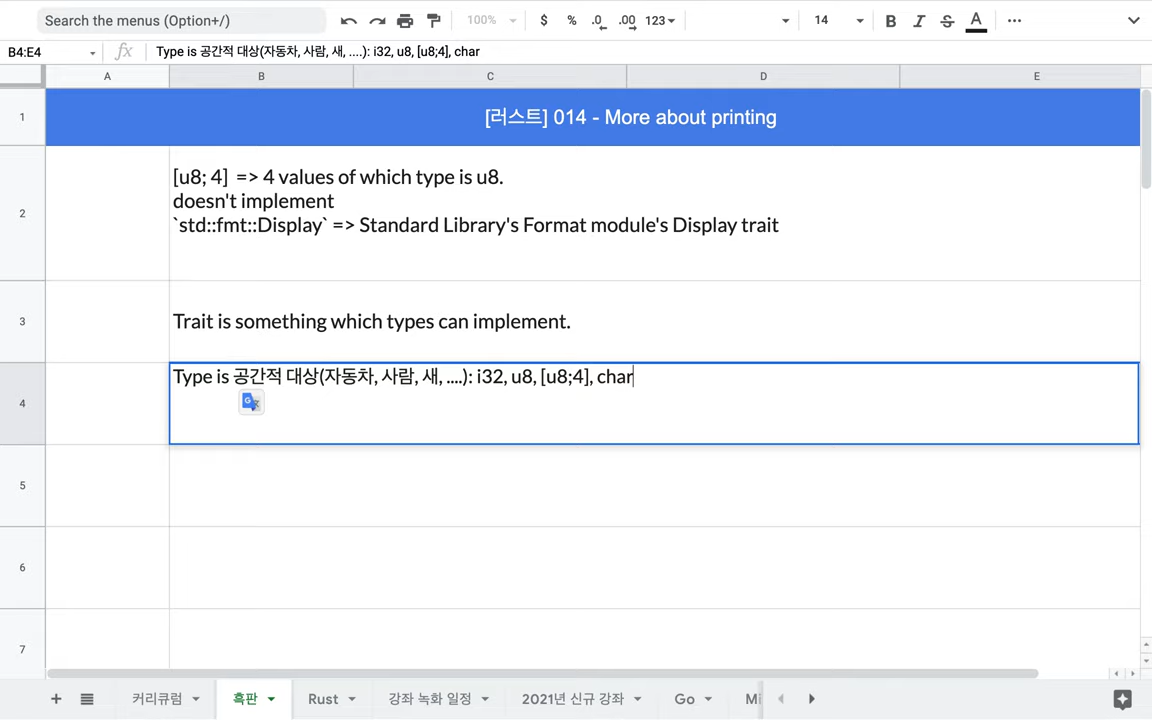 Search the menus (Option+/)
100%
$ % .0 .00 123
14
B I S A
B4:E4
fx
Type is 공간적 대상(자동차, 사람, 새, ....): i32, u8, [u8;4], char
A B C D E
1
[러스트] 014 - More about printing
2
[u8; 4] => 4 values of which type is u8.
doesn't implement
`std::fmt::Display` => Standard Library's Format module's Display trait
3
Trait is something which types can implement.
4
Type is 공간적 대상(자동차, 사람, 새, ....): i32, u8, [u8;4], char
5
6
7
커리큘럼 흑판 Rust 강좌 녹화 일정 2021년 신규 강좌 Go